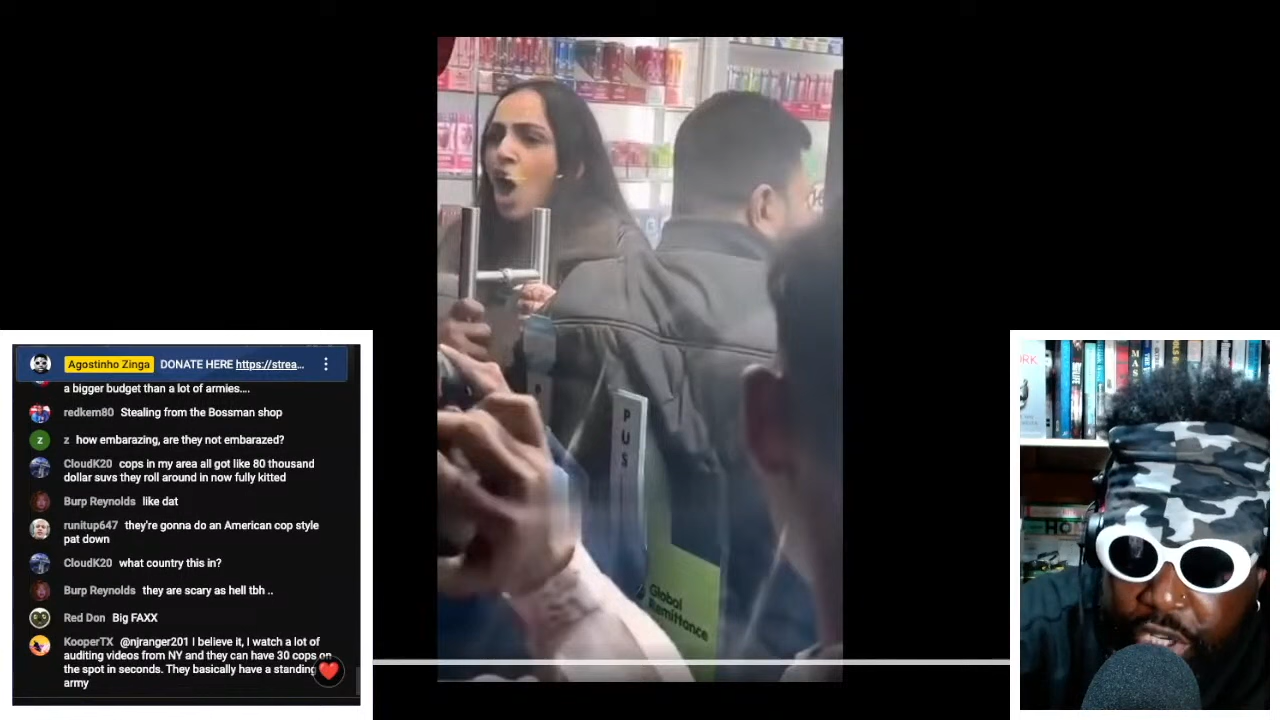 Agostinho Zinga DONATE HERE https://strea...
a bigger budget than a lot of armies....
redkem80 Stealing from the Bossman shop
z how embarazing, are they not embarazed?
CloudK20 cops in my area all got like 80 thousand
dollar suvs they roll around in now fully kitted
Burp Reynolds like dat
runitup647 they're gonna do an American cop style
pat down
CloudK20 what country this in?
Burp Reynolds they are scary as hell tbh ..
Red Don Big FAXX
KooperTX @njranger201 I believe it, I watch a lot of
auditing videos from NY and they can have 30 cops on
the spot in seconds. They basically have a standing
army
PUS
Global
Remittance